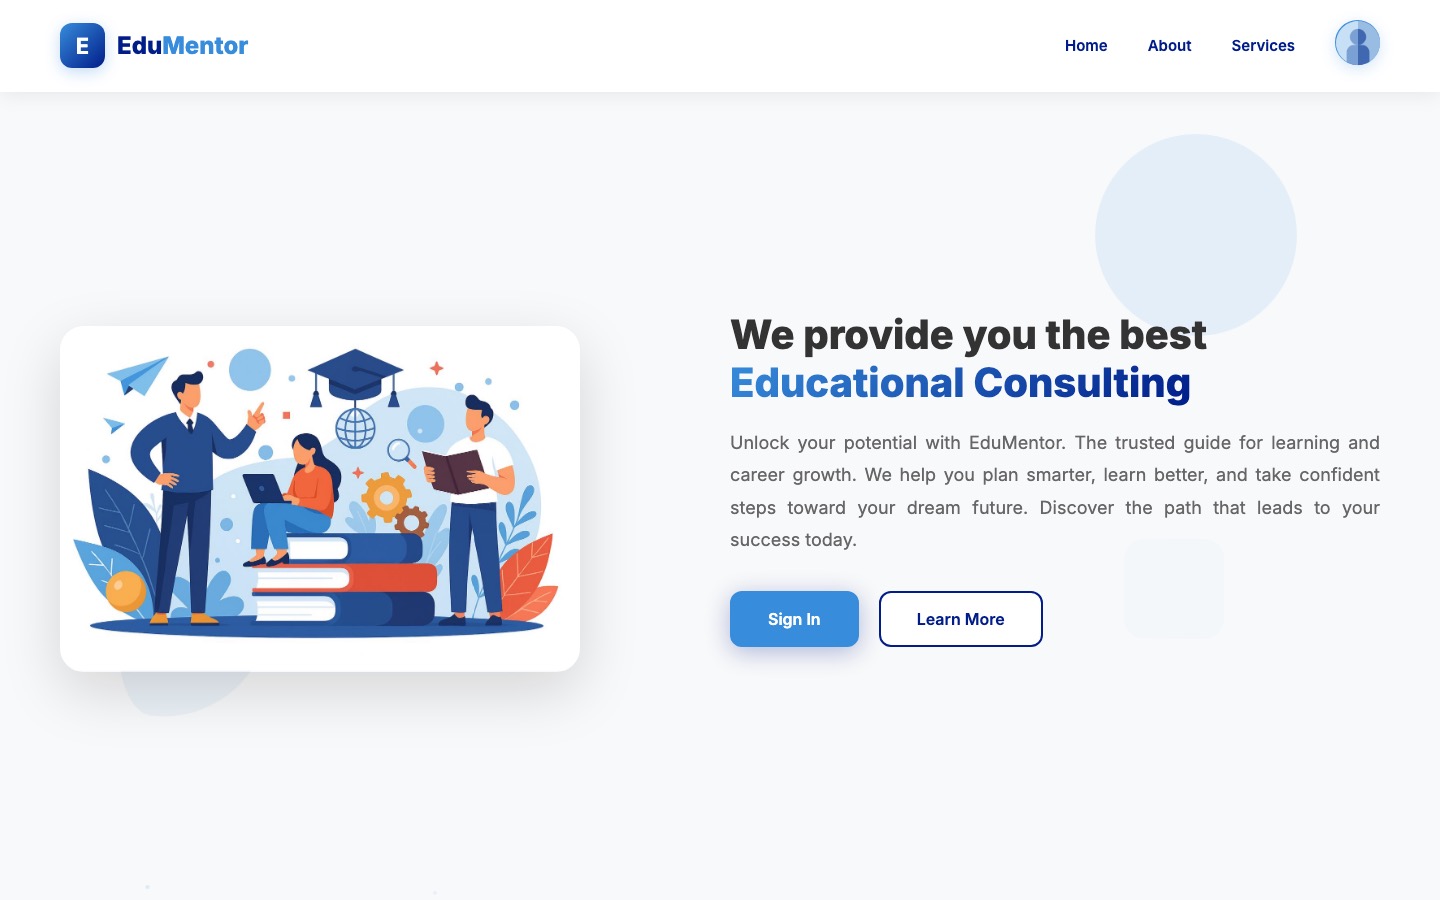 E EduMentor
Home About Services
We provide you the best
Educational Consulting
Unlock your potential with EduMentor. The trusted guide for learning and
career growth. We help you plan smarter, learn better, and take confident
steps toward your dream future. Discover the path that leads to your
success today.
Sign In Learn More